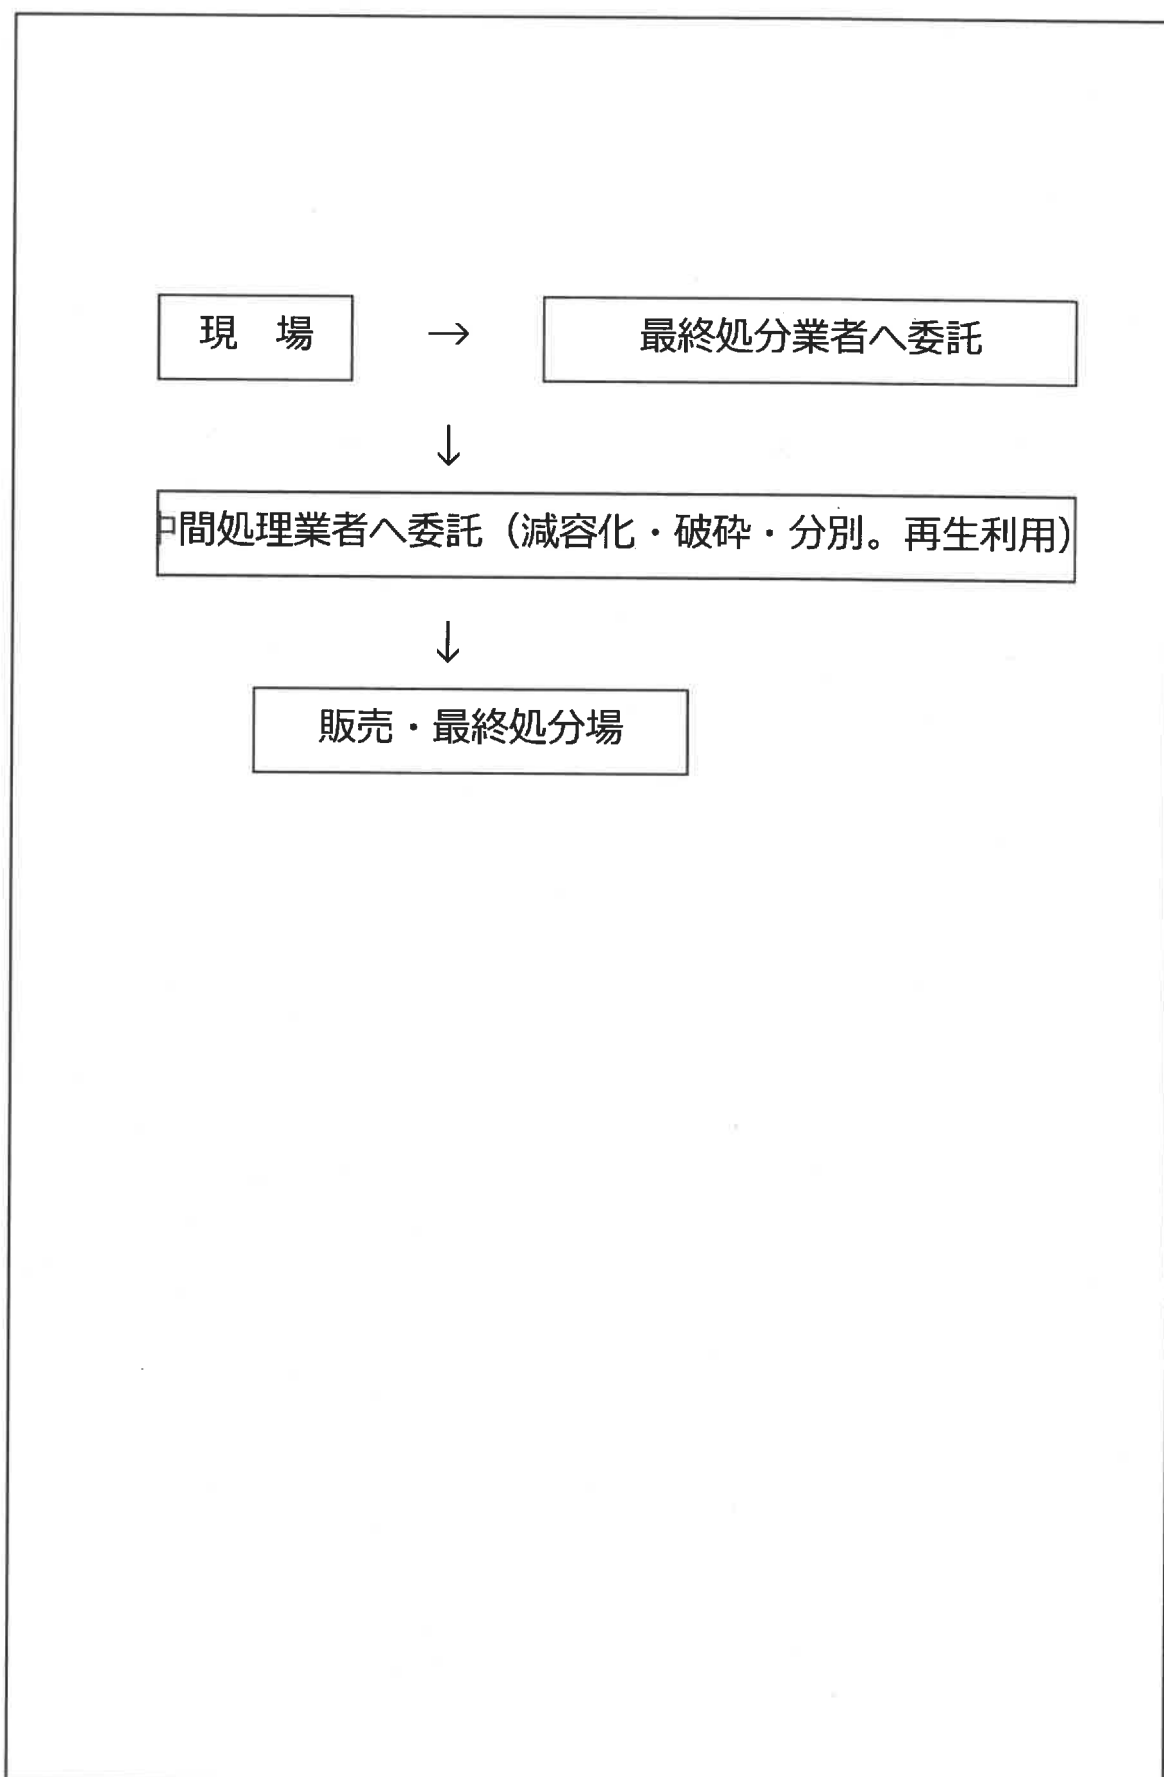 現　場　→　最終処分業者へ委託
↓
中間処理業者へ委託（減容化・破砕・分別。再生利用）
↓
販売・最終処分場